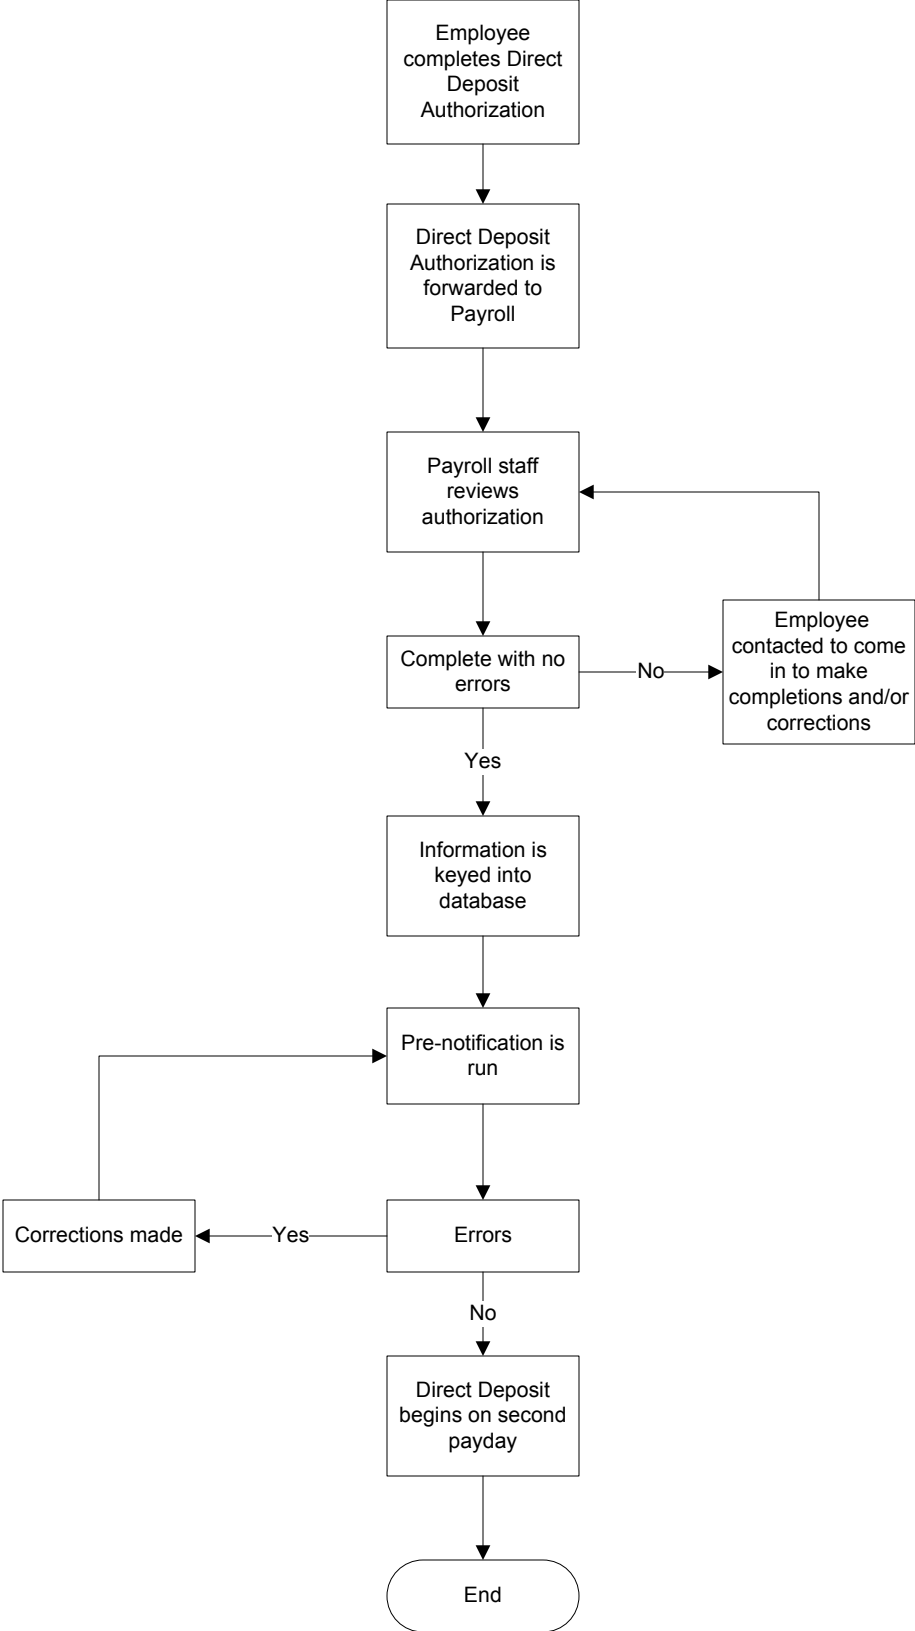 Employee
completes Direct
Deposit
Authorization
Direct Deposit
Authorization is
forwarded to
Payroll
Payroll staff
reviews
authorization
Employee
contacted to come
in to make
completions and/or
corrections
Complete with no
errors
No
Yes
Information is
keyed into
database
Pre-notification is
run
Corrections made
Yes
Errors
No
Direct Deposit
begins on second
payday
End